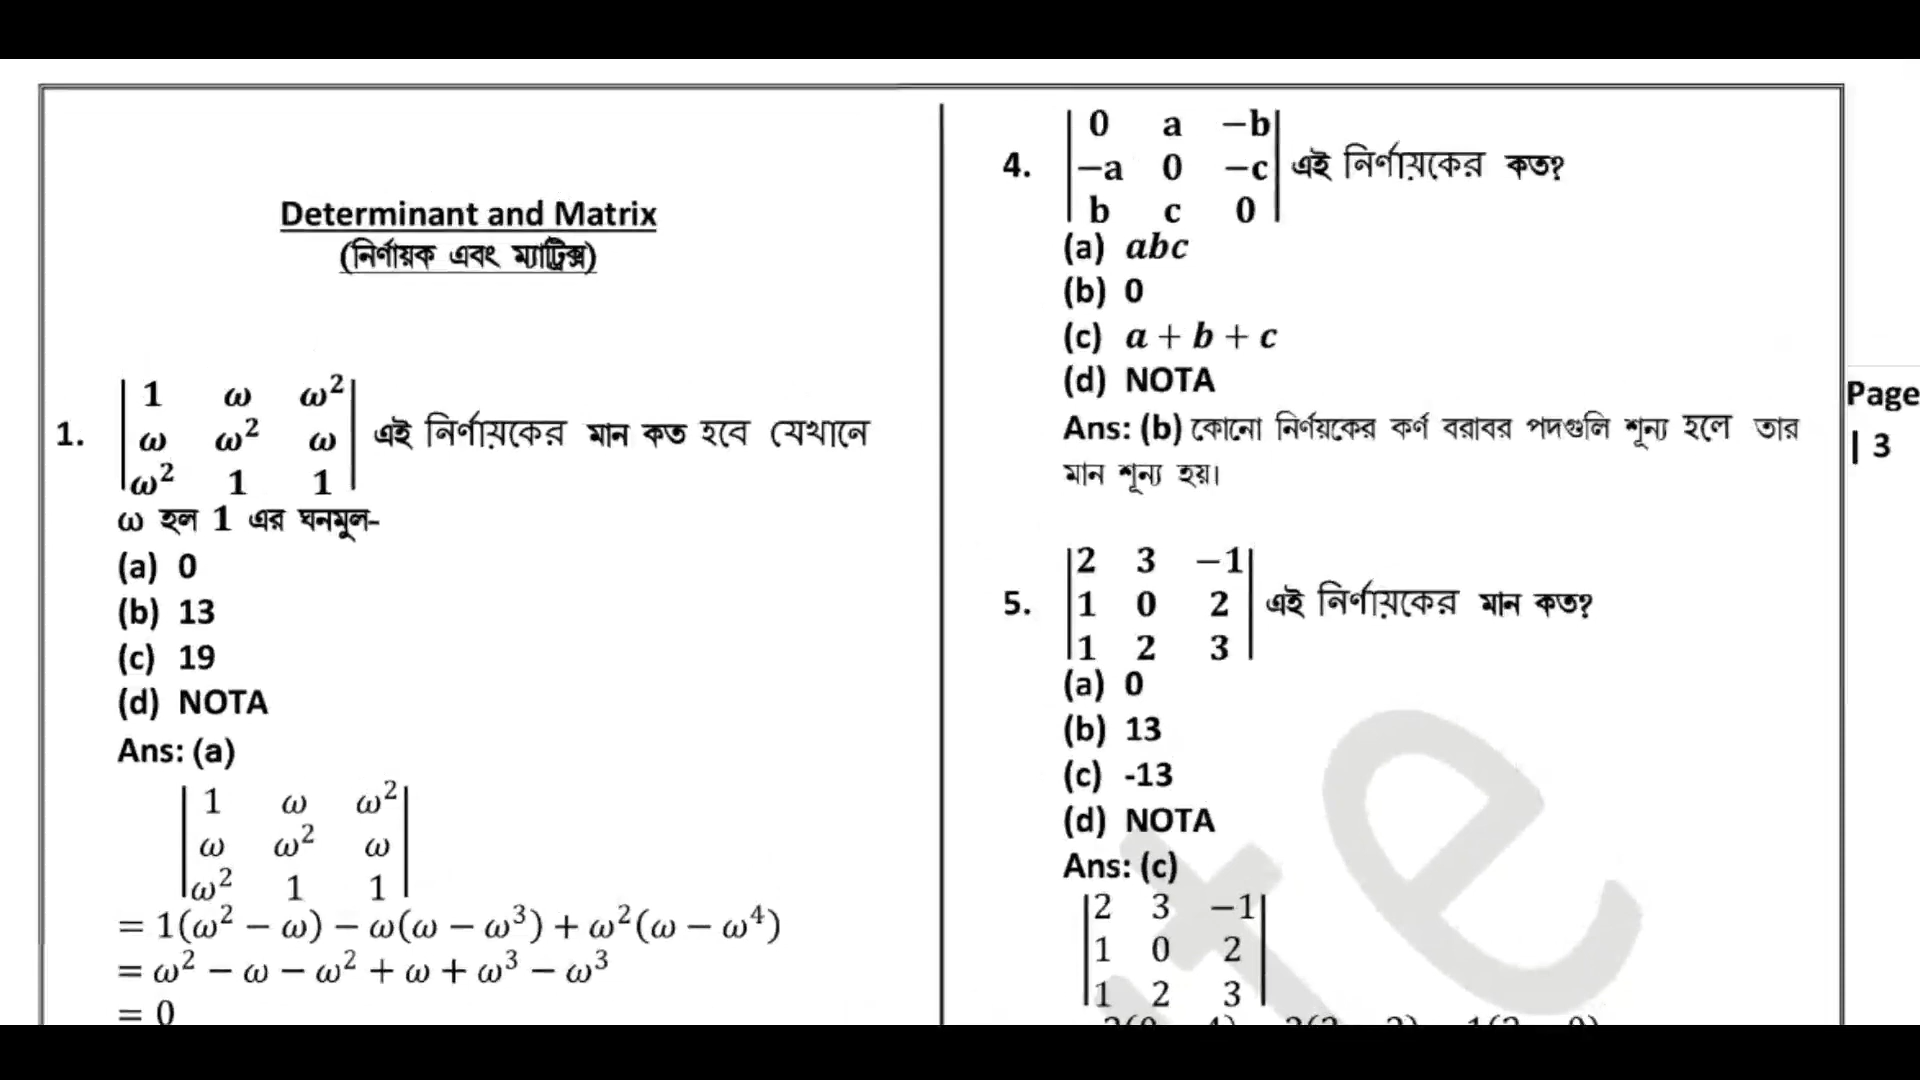 Determinant and Matrix
(নির্ণায়ক এবং ম্যাট্রিক্স)
1. | 1 ω ω² |
| ω ω² ω | এই নির্ণায়কের মান কত হবে যেখানে
| ω² 1 1 |
ω হল 1 এর ঘনমুল-
(a) 0
(b) 13
(c) 19
(d) NOTA
Ans: (a)
| 1 ω ω² |
| ω ω² ω |
| ω² 1 1 |
= 1(ω² − ω) − ω(ω − ω³) + ω²(ω − ω⁴)
= ω² − ω − ω² + ω + ω³ − ω³
= 0
4. | 0 a −b |
| −a 0 −c | এই নির্ণায়কের কত?
| b c 0 |
(a) abc
(b) 0
(c) a + b + c
(d) NOTA
Ans: (b) কোনো নির্ণয়কের কর্ণ বরাবর পদগুলি শূন্য হলে তার
মান শূন্য হয়।
5. | 2 3 −1 |
| 1 0 2 | এই নির্ণায়কের মান কত?
| 1 2 3 |
(a) 0
(b) 13
(c) -13
(d) NOTA
Ans: (c)
| 2 3 −1 |
| 1 0 2 |
| 1 2 3 |
Page
| 3